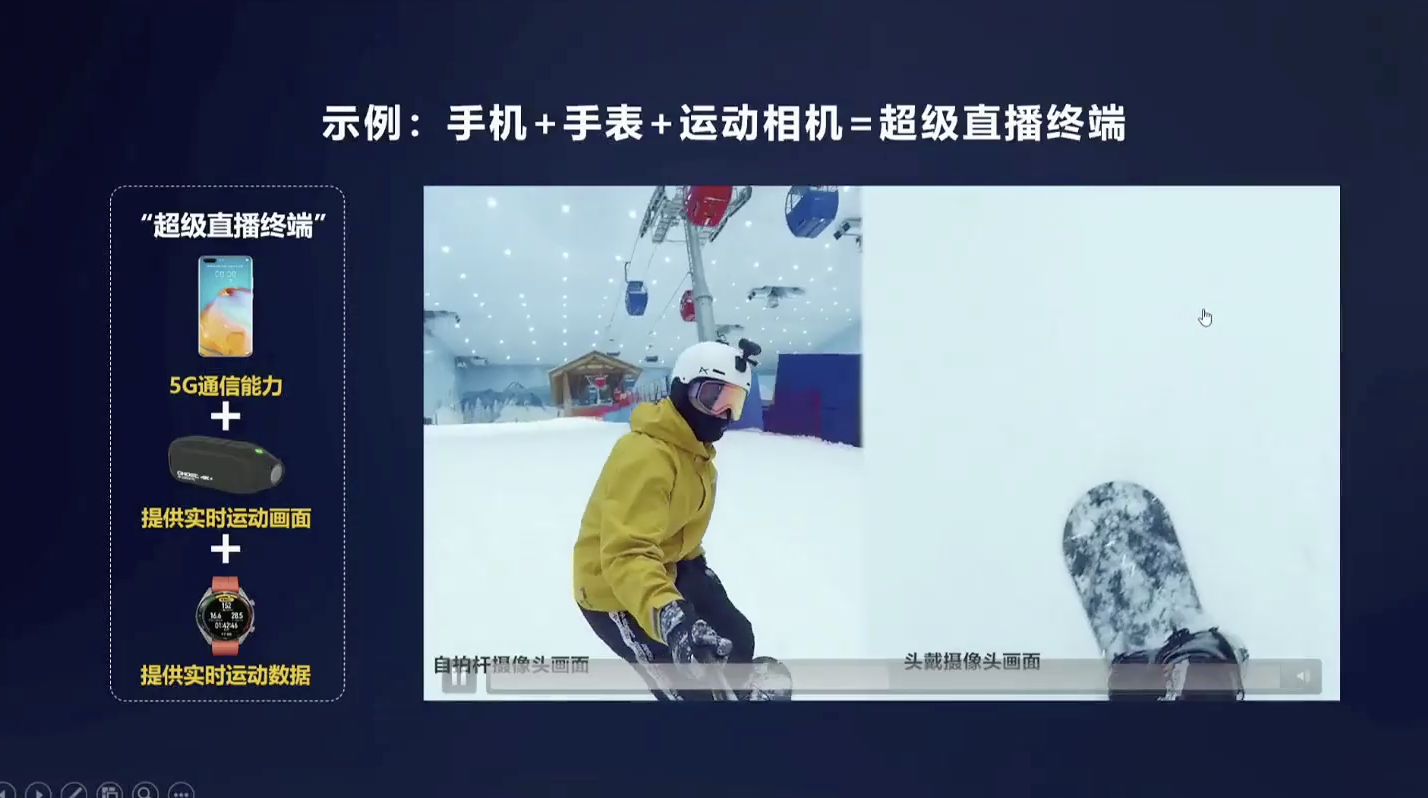 示例：手机+手表+运动相机=超级直播终端
“超级直播终端”
5G通信能力
+
提供实时运动画面
+
提供实时运动数据
自拍杆摄像头画面
头戴摄像头画面